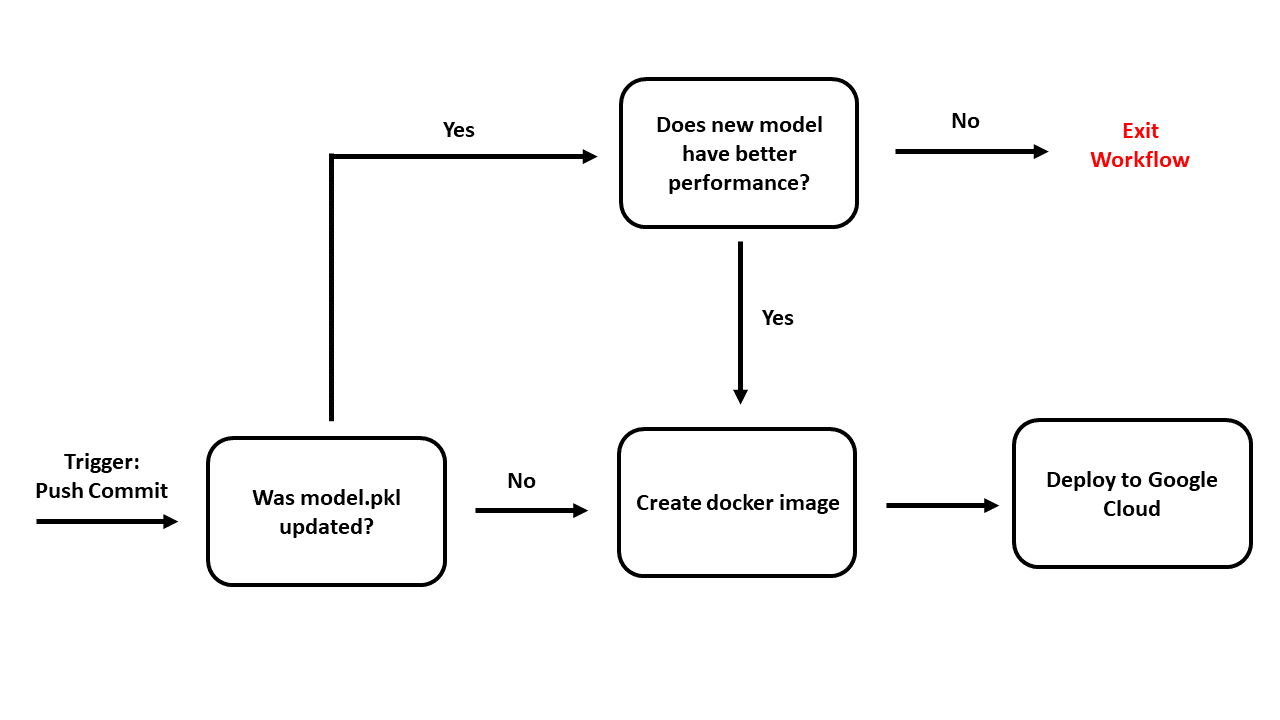 Yes
Does new model
have better
performance?
No
Exit
Workflow
Yes
Trigger:
Push Commit
Was model.pkl
updated?
No
Create docker image
Deploy to Google
Cloud